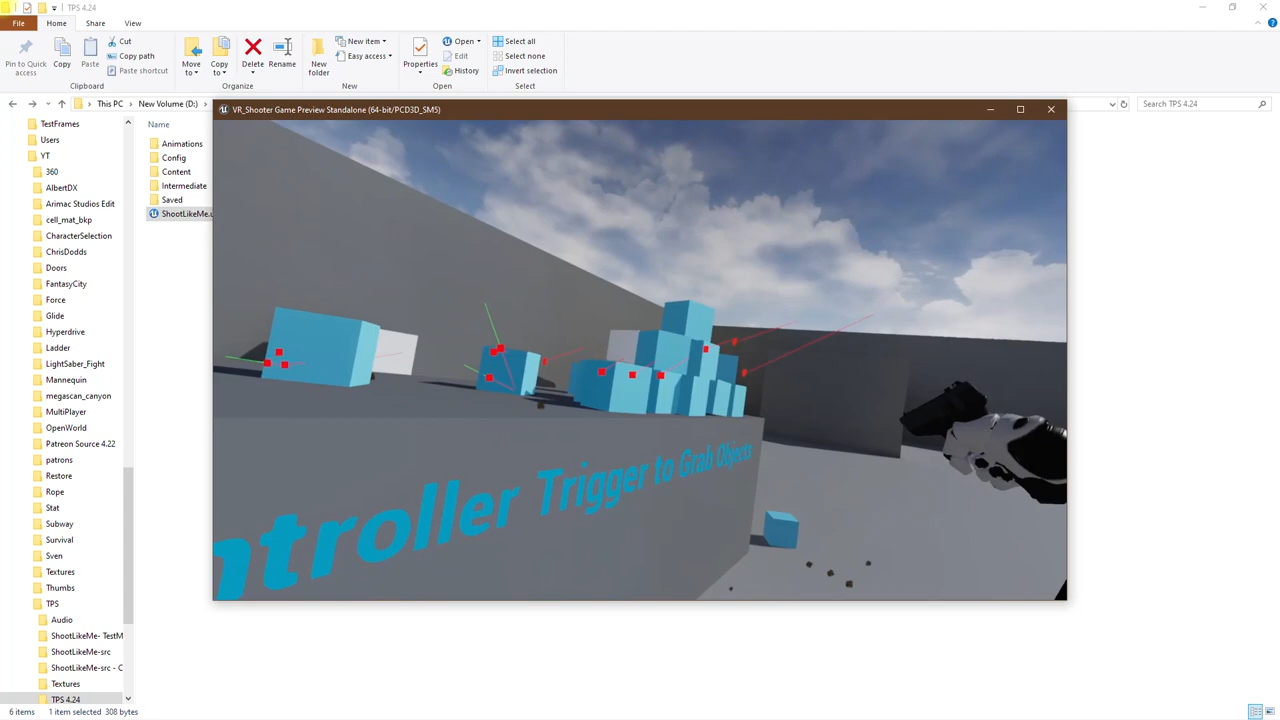 TPS 4.24
File
Home
Share
View
Pin to Quick access
Copy
Paste
Cut
Copy path
Paste shortcut
Clipboard
Move to
Copy to
Delete
Rename
Organize
New folder
New item
Easy access
New
Properties
Open
Edit
History
Open
Select all
Select none
Invert selection
Select
This PC
New Volume (D:)
Search TPS 4.24
VR_Shooter Game Preview Standalone (64-bit/PCD3D_SM5)
TestFrames
Users
YT
360
AlbertDX
Arimac Studios Edit
cell_mat_bkp
CharacterSelection
ChrisDodds
Doors
FantasyCity
Force
Glide
Hyperdrive
Ladder
LightSaber_Fight
Mannequin
megascan_canyon
MultiPlayer
OpenWorld
Patreon Source 4.22
patrons
Restore
Rope
Stat
Subway
Survival
Sven
Textures
Thumbs
TPS
Audio
ShootLikeMe- TestM
ShootLikeMe-src
ShootLikeMe-src - C
Textures
TPS 4.24
Name
Animations
Config
Content
Intermediate
Saved
ShootLikeMe.u
ntroller Trigger to Grab Objects
6 items
1 item selected 308 bytes